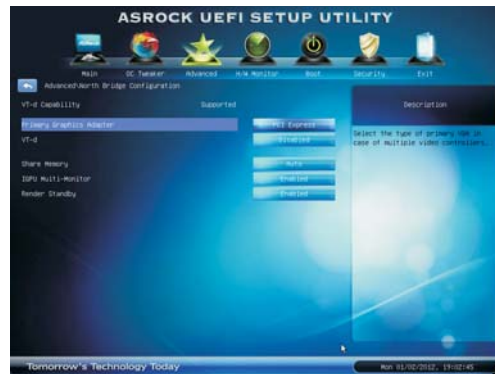 ASROCK UEFI SETUP UTILITY
Main OC Tweaker Advanced H/W Monitor Boot Security Exit
Advanced\North Bridge Configuration
VT-d Capability Supported
Description
Primary Graphics Adapter PCI Express
VT-d Disabled
Select the type of primary VGA in
case of multiple video controllers.
Share Memory Auto
IGPU Multi-Monitor Enabled
Render Standby Enabled
Tomorrow's Technology Today
Mon 01/02/2012, 19:02:45